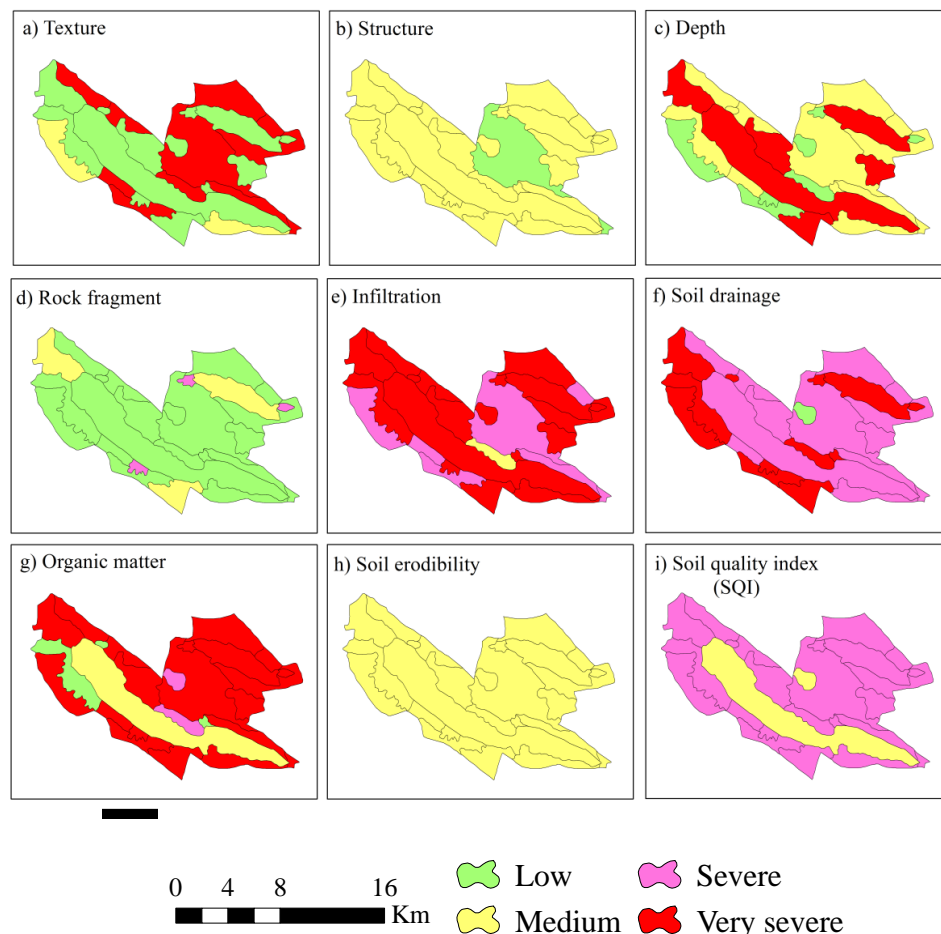 a) Texture
b) Structure
c) Depth
d) Rock fragment
e) Infiltration
f) Soil drainage
g) Organic matter
h) Soil erodibility
i) Soil quality index
(SQI)
0 4 8 16
Km
Low
Severe
Medium
Very severe